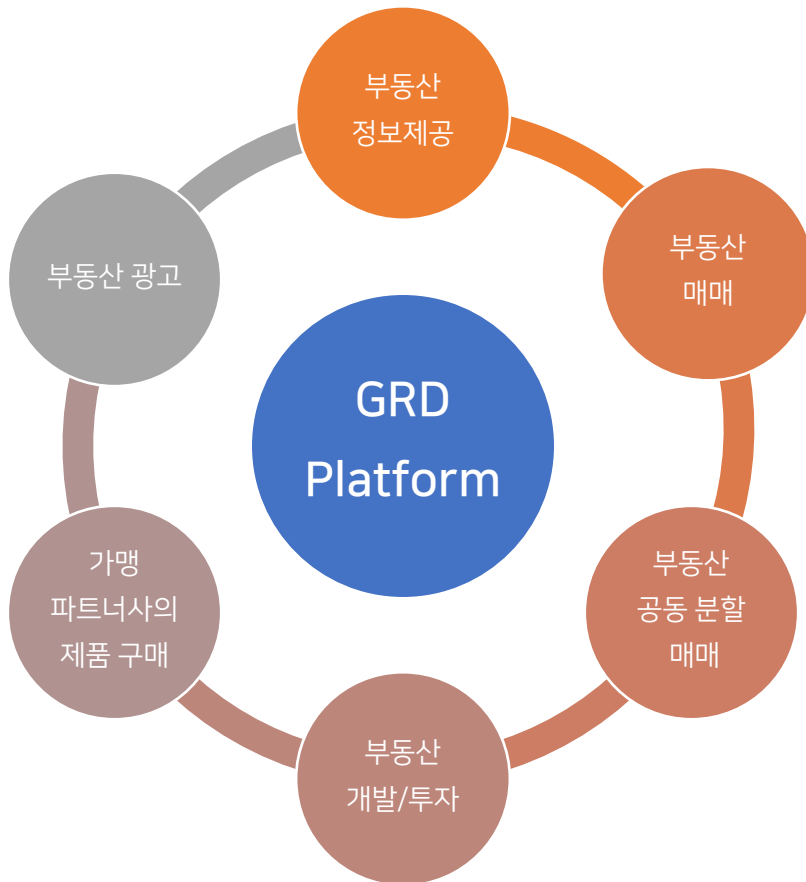 부동산
정보제공
부동산
매매
부동산
공동 분할
매매
부동산
개발/투자
가맹
파트너사의
제품 구매
부동산 광고
GRD
Platform